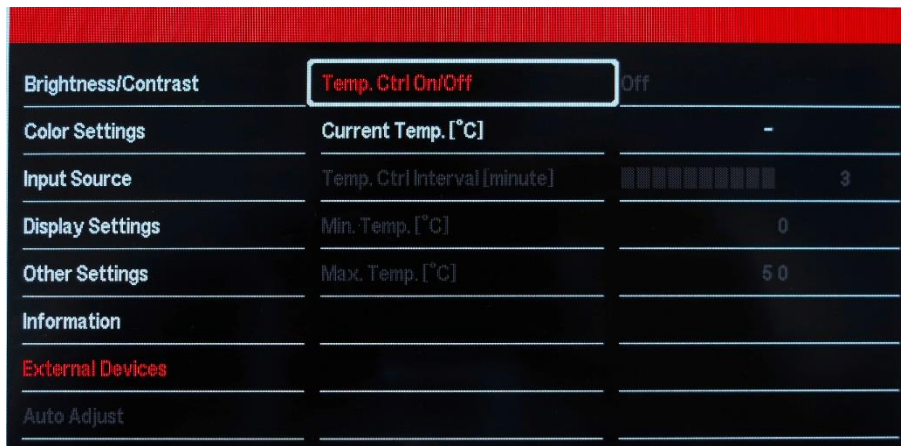 Brightness/Contrast Temp. Ctrl On/Off Off
Color Settings Current Temp. [°C] -
Input Source Temp. Ctrl Interval [minute] 3
Display Settings Min. Temp. [°C] 0
Other Settings Max. Temp. [°C] 50
Information
External Devices
Auto Adjust